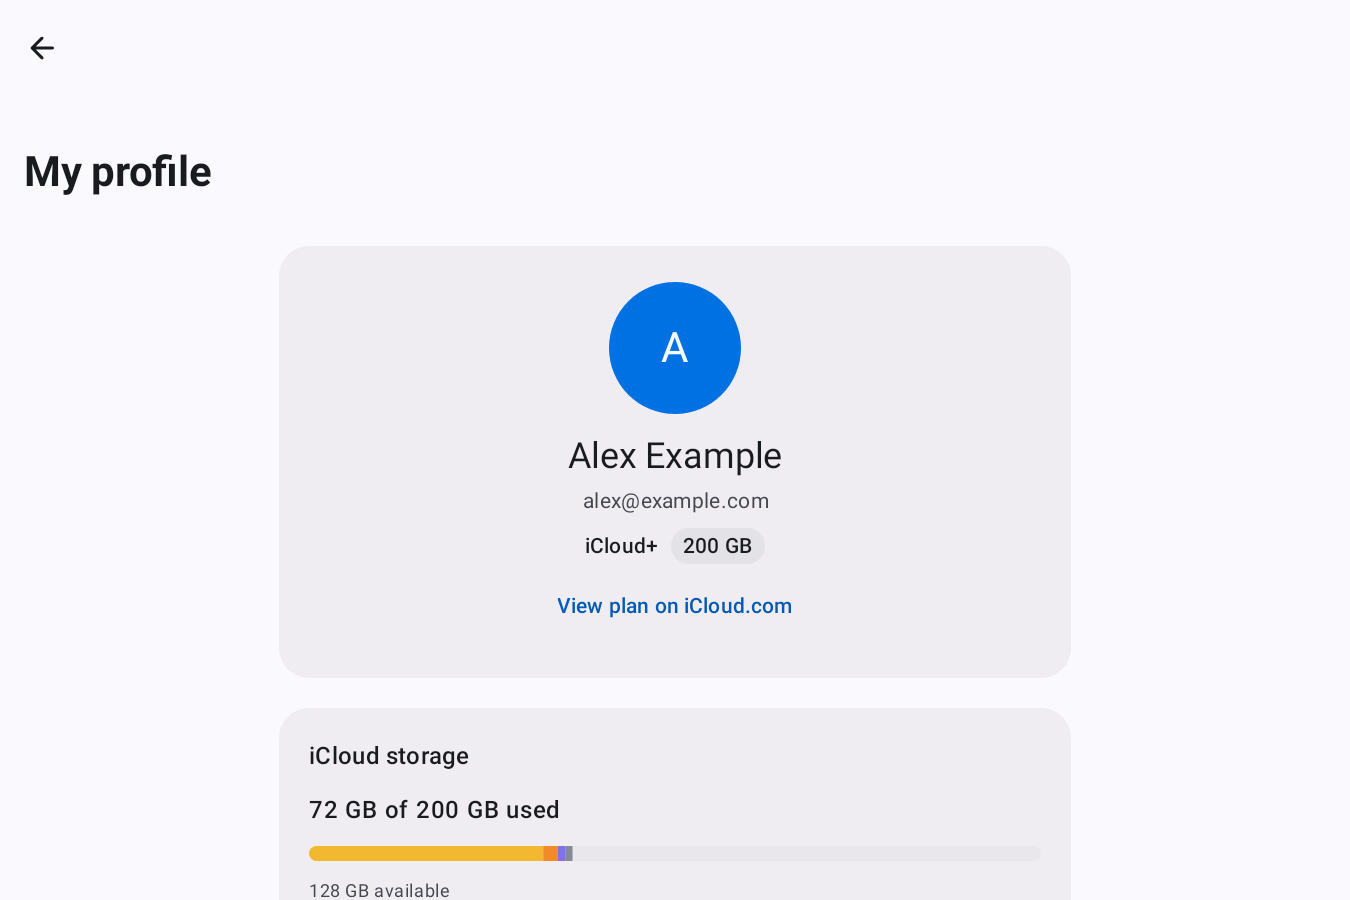 My profile
A
Alex Example
alex@example.com
iCloud+ 200 GB
View plan on iCloud.com
iCloud storage
72 GB of 200 GB used
128 GB available